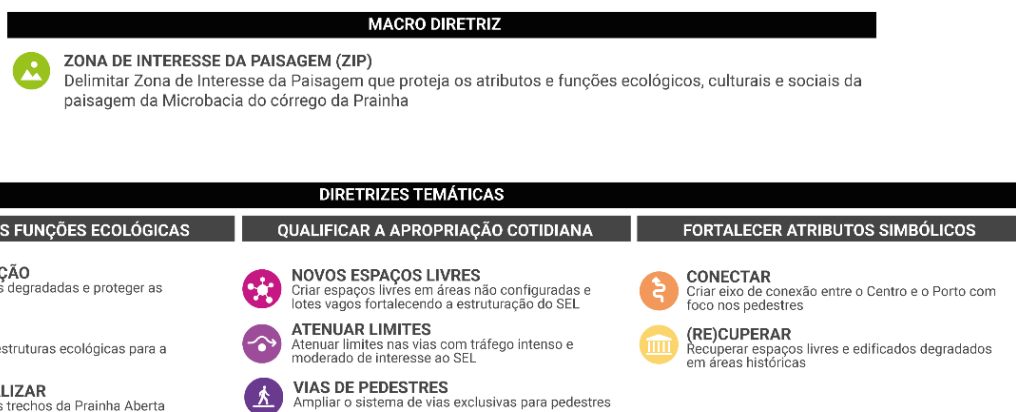 MACRO DIRETRIZ
ZONA DE INTERESSE DA PAISAGEM (ZIP)
Delimitar Zona de Interesse da Paisagem que proteja os atributos e funções ecológicos, culturais e sociais da
paisagem da Microbacia do córrego da Prainha
DIRETRIZES TEMÁTICAS
S FUNÇÕES ECOLÓGICAS
ÇÃO
s degradadas e proteger as
estruturas ecológicas para a
LIZAR
s trechos da Prainha Aberta
QUALIFICAR A APROPRIAÇÃO COTIDIANA
NOVOS ESPAÇOS LIVRES
Criar espaços livres em áreas não configuradas e
lotes vagos fortalecendo a estruturação do SEL
ATENUAR LIMITES
Atenuar limites nas vias com tráfego intenso e
moderado de interesse ao SEL
VIAS DE PEDESTRES
Ampliar o sistema de vias exclusivas para pedestres
FORTALECER ATRIBUTOS SIMBÓLICOS
CONECTAR
Criar eixo de conexão entre o Centro e o Porto com
foco nos pedestres
(RE)CUPERAR
Recuperar espaços livres e edificados degradados
em áreas históricas